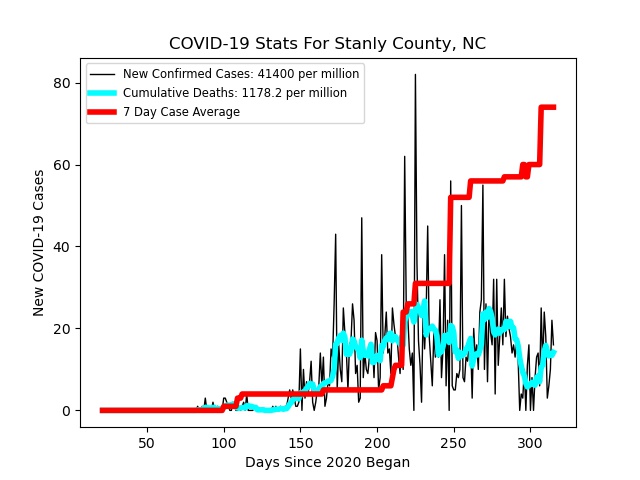 COVID-19 Stats For Stanly County, NC
New Confirmed Cases: 41400 per million
Cumulative Deaths: 1178.2 per million
7 Day Case Average
80
60
40
20
0
New COVID-19 Cases
50 100 150 200 250 300
Days Since 2020 Began